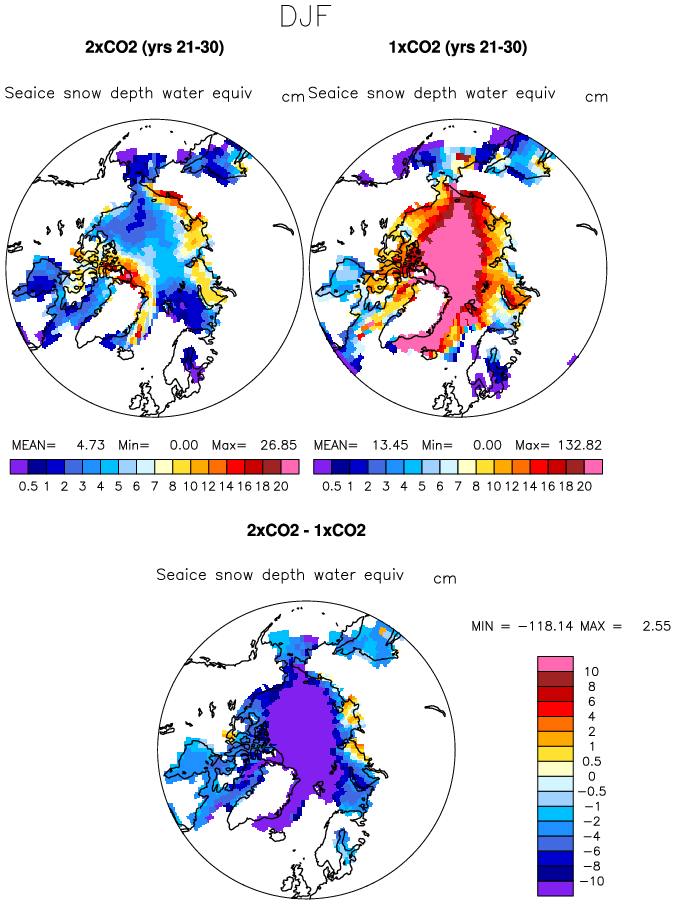 DJF
2xCO2 (yrs 21-30) 1xCO2 (yrs 21-30)
Seaice snow depth water equiv cm Seaice snow depth water equiv cm
MEAN= 4.73 Min= 0.00 Max= 26.85 MEAN= 13.45 Min= 0.00 Max= 132.82
0.5 1 2 3 4 5 6 7 8 10 12 14 16 18 20 0.5 1 2 3 4 5 6 7 8 10 12 14 16 18 20
2xCO2 - 1xCO2
Seaice snow depth water equiv cm
MIN = -118.14 MAX = 2.55
10
8
6
4
2
1
0.5
0
-0.5
-1
-2
-4
-6
-8
-10